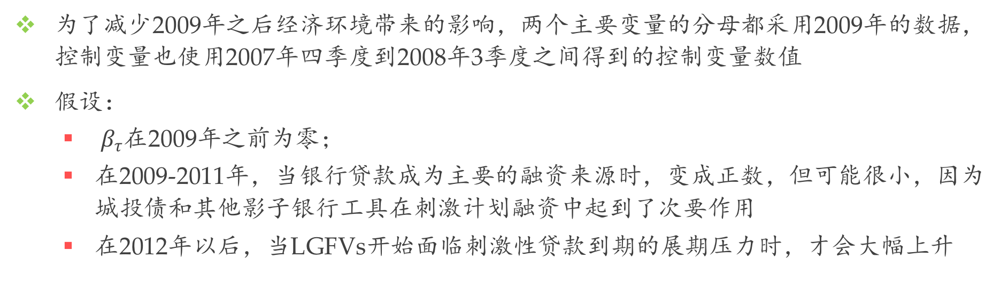 为了减少2009年之后经济环境带来的影响，两个主要变量的分母都采用2009年的数据，
控制变量也使用2007年四季度到2008年3季度之间得到的控制变量数值
假设：
βτ在2009年之前为零；
在2009-2011年，当银行贷款成为主要的融资来源时，变成正数，但可能很小，因为
城投债和其他影子银行工具在刺激计划融资中起到了次要作用
在2012年以后，当LGFVs开始面临刺激性贷款到期的展期压力时，才会大幅上升